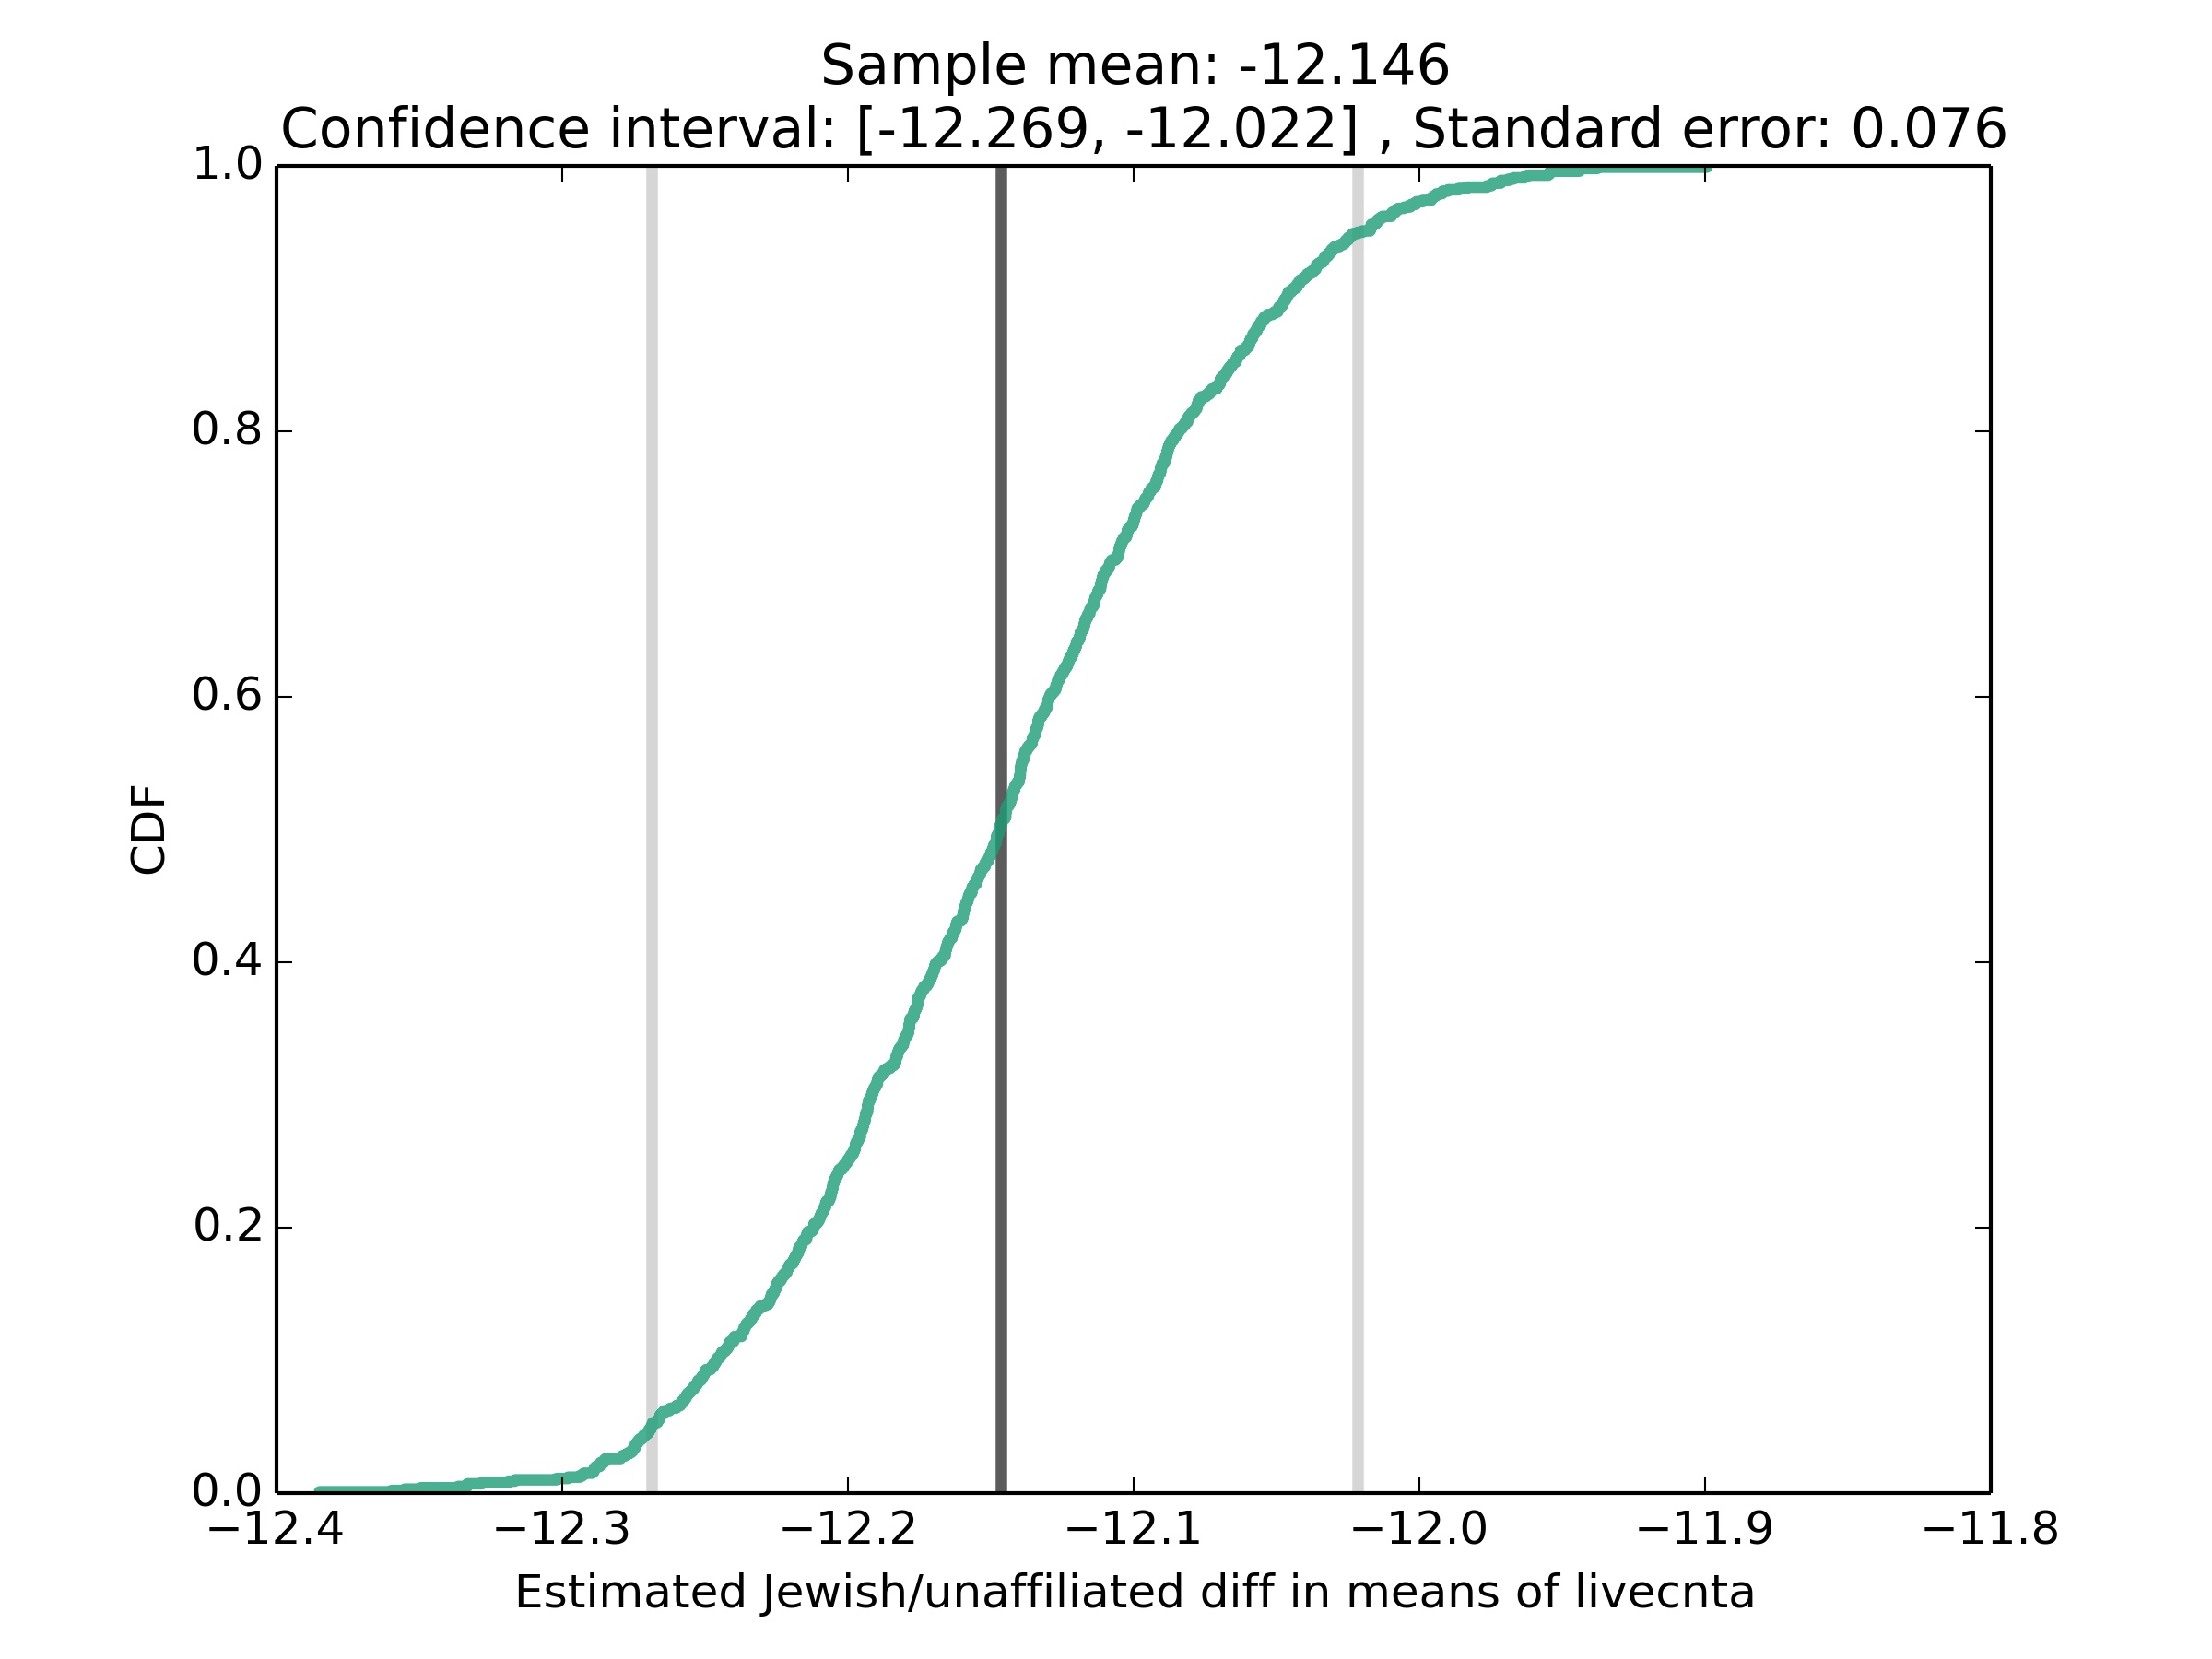 Sample mean: -12.146
Confidence interval: [-12.269, -12.022] , Standard error: 0.076
1.0
0.8
0.6
0.4
0.2
0.0
CDF
−12.4 −12.3 −12.2 −12.1 −12.0 −11.9 −11.8
Estimated Jewish/unaffiliated diff in means of livecnta